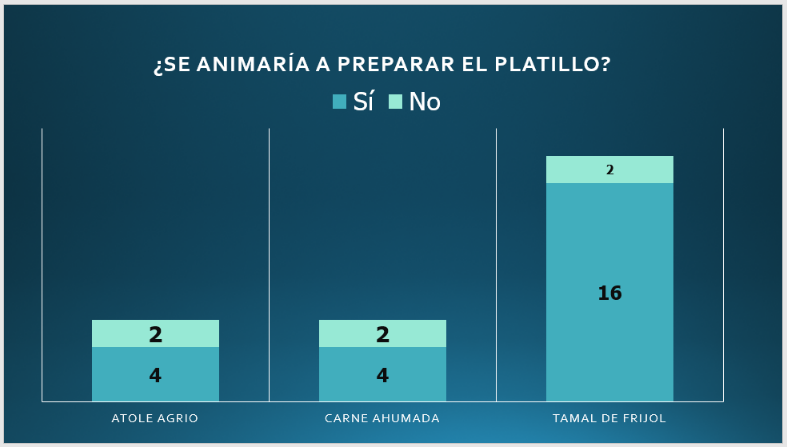 ¿SE ANIMARÍA A PREPARAR EL PLATILLO?
Sí No
2
2 2
16
4 4
ATOLE AGRIO CARNE AHUMADA TAMAL DE FRIJOL